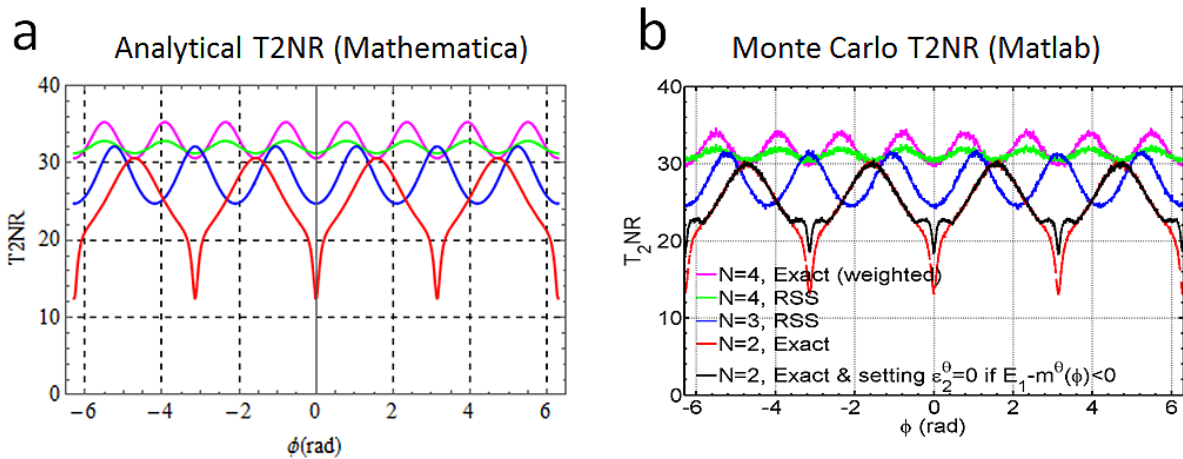 a
Analytical T2NR (Mathematica)
40
30
20
10
0
T2NR
−6
−4
−2
0
2
4
6
ϕ(rad)
b
Monte Carlo T2NR (Matlab)
40
30
20
10
0
T₂NR
N=4, Exact (weighted)
N=4, RSS
N=3, RSS
N=2, Exact
N=2, Exact & setting ε₂^θ=0 if E₁-m^θ(ϕ)<0
-6
-4
-2
0
2
4
6
ϕ (rad)